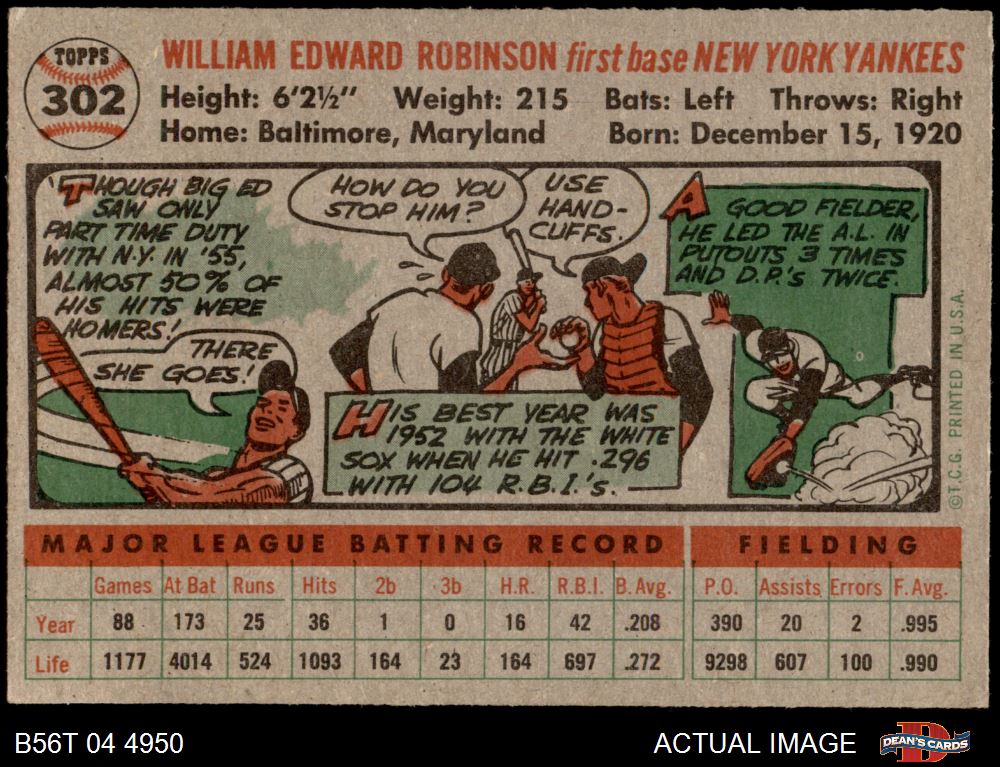 TOPPS
302
WILLIAM EDWARD ROBINSON first base NEW YORK YANKEES
Height: 6'2½" Weight: 215 Bats: Left Throws: Right
Home: Baltimore, Maryland Born: December 15, 1920
THOUGH BIG ED
SAW ONLY
PART TIME DUTY
WITH N.Y. IN '55,
ALMOST 50% OF
HIS HITS WERE
HOMERS!
THERE
SHE GOES!
HOW DO YOU
STOP HIM?
USE
HAND-
CUFFS.
HIS BEST YEAR WAS
1952 WITH THE WHITE
SOX WHEN HE HIT .296
WITH 104 R.B.I.'s.
A GOOD FIELDER,
HE LED THE A.L. IN
PUTOUTS 3 TIMES
AND D.P.'s TWICE.
©T.C.G. PRINTED IN U.S.A.
MAJOR LEAGUE BATTING RECORD FIELDING
Games At Bat Runs Hits 2b 3b H.R. R.B.I. B. Avg. P.O. Assists Errors F. Avg.
Year 88 173 25 36 1 0 16 42 .208 390 20 2 .995
Life 1177 4014 524 1093 164 23 164 697 .272 9298 607 100 .990
B56T 04 4950 ACTUAL IMAGE
D
DEAN'S CARDS